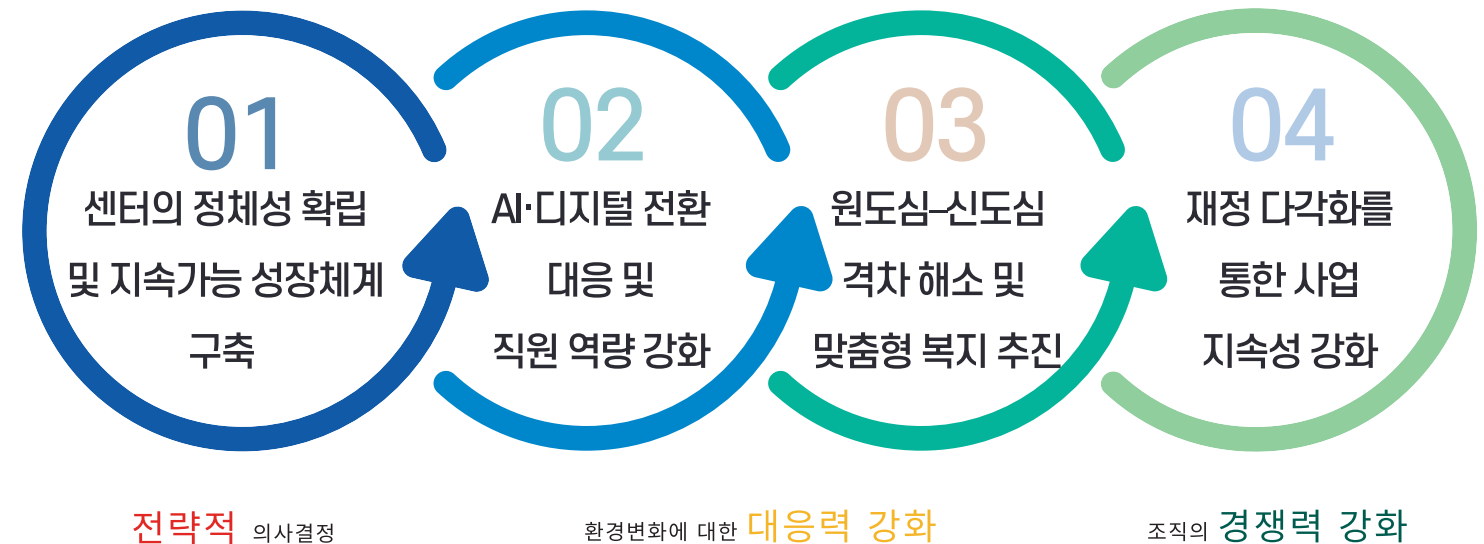 01
센터의 정체성 확립
및 지속가능 성장체계
구축
02
AI·디지털 전환
대응 및
직원 역량 강화
03
원도심–신도심
격차 해소 및
맞춤형 복지 추진
04
재정 다각화를
통한 사업
지속성 강화
전략적 의사결정
환경변화에 대한 대응력 강화
조직의 경쟁력 강화